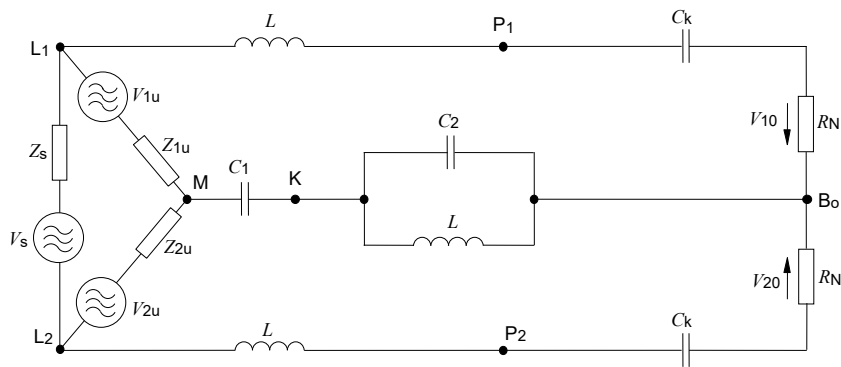 L P1 Ck
L1
V1u
V10 RN
C2
Zs Z1u
M C1 K
Bo
L
Vs Z2u
V20 RN
V2u
L2 L Ck
P2